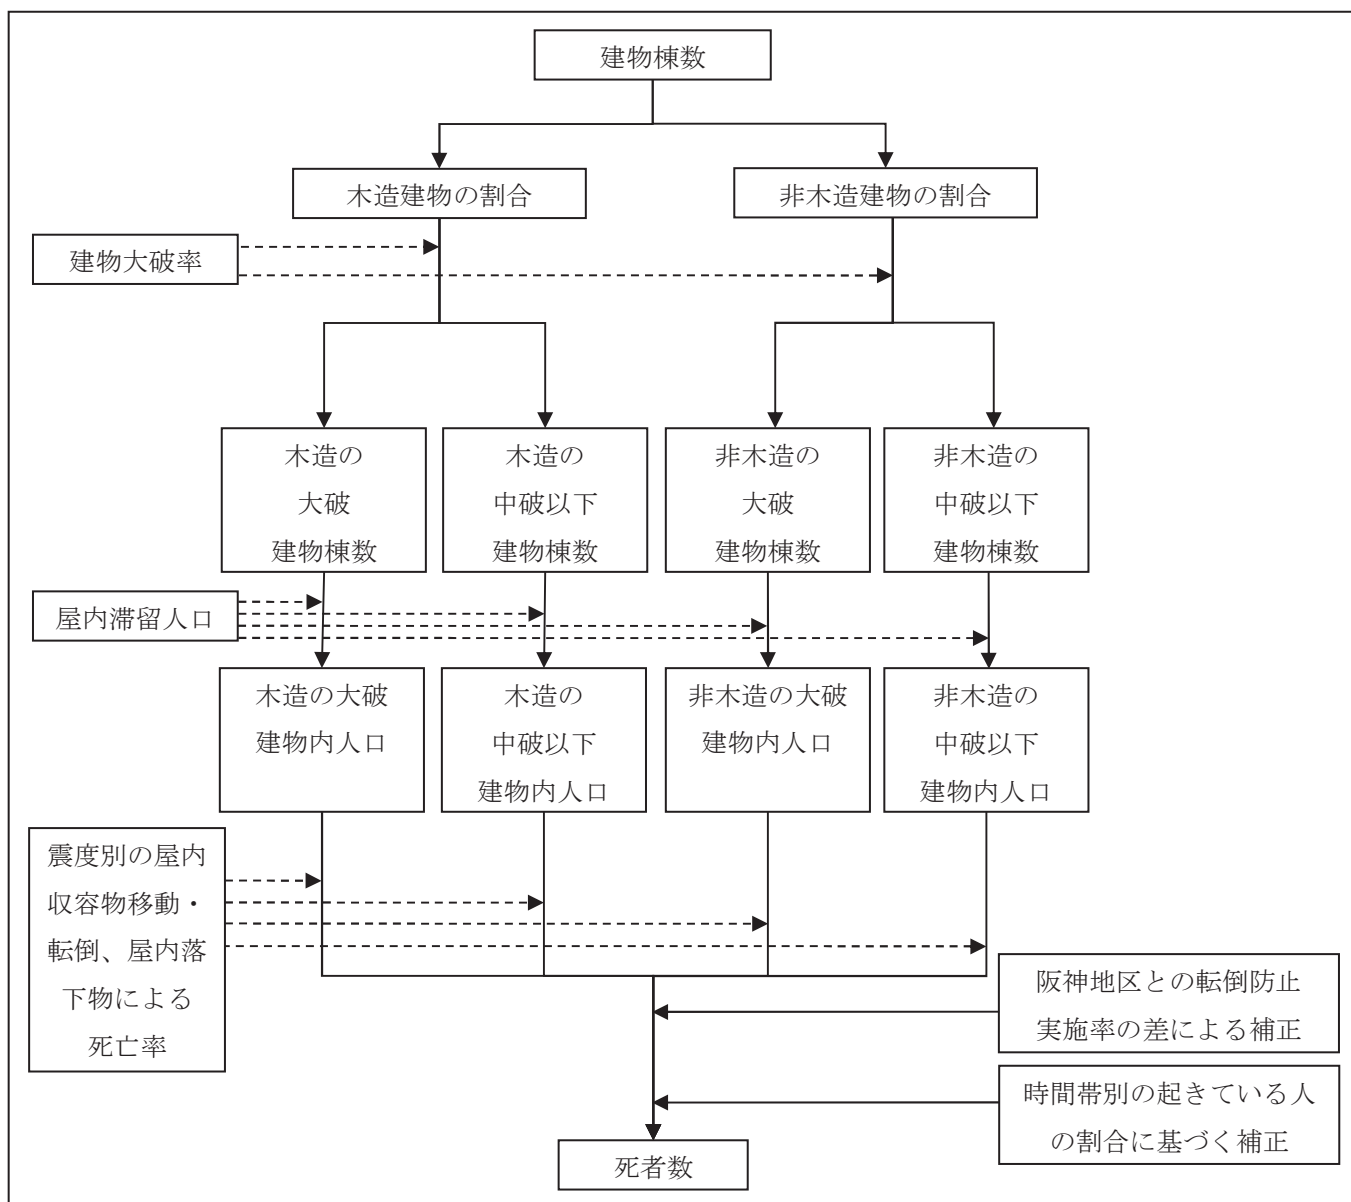 建物棟数
木造建物の割合
非木造建物の割合
建物大破率
木造の
大破
建物棟数
木造の
中破以下
建物棟数
非木造の
大破
建物棟数
非木造の
中破以下
建物棟数
屋内滞留人口
木造の大破
建物内人口
木造の
中破以下
建物内人口
非木造の大破
建物内人口
非木造の
中破以下
建物内人口
震度別の屋内
収容物移動・
転倒、屋内落
下物による
死亡率
阪神地区との転倒防止
実施率の差による補正
時間帯別の起きている人
の割合に基づく補正
死者数